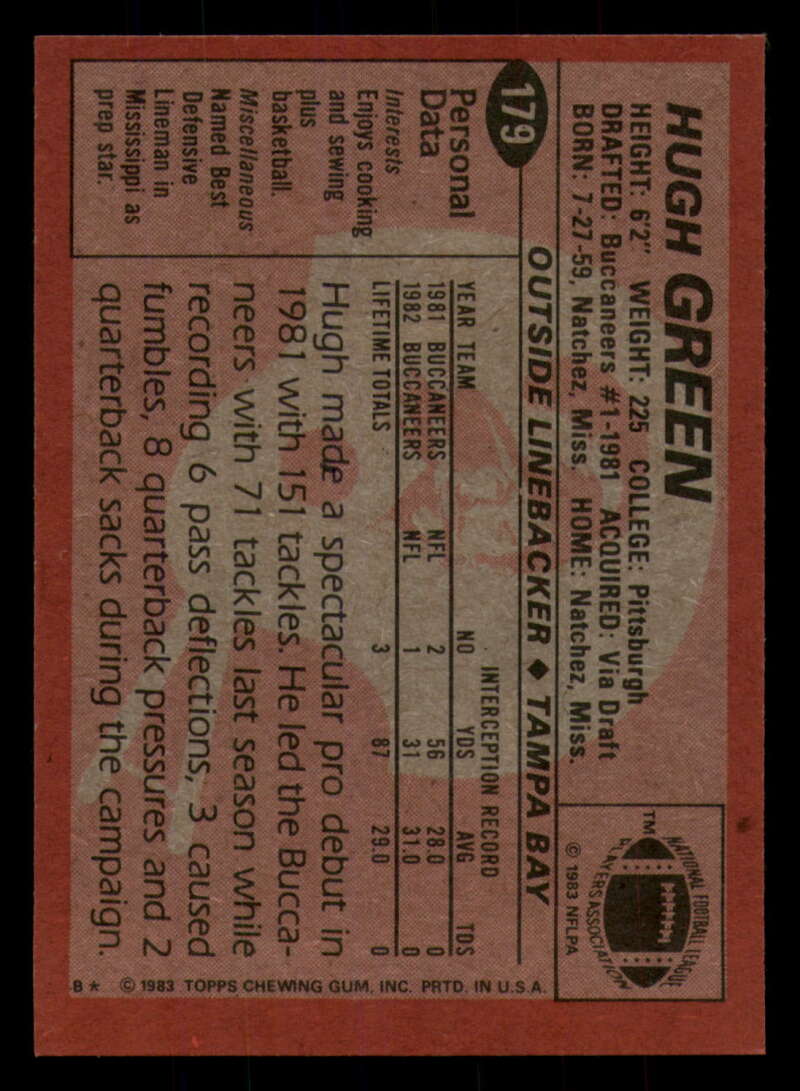 HUGH GREEN
HEIGHT: 6'2" WEIGHT: 225 COLLEGE: Pittsburgh
DRAFTED: Buccaneers #1-1981 ACQUIRED: Via Draft
BORN: 7-27-59, Natchez, Miss. HOME: Natchez, Miss.
TM
NATIONAL FOOTBALL LEAGUE
PLAYERS ASSOCIATION
© 1983 NFLPA
179
OUTSIDE LINEBACKER ♦ TAMPA BAY
Personal
Data
Interests
Enjoys cooking
and sewing
plus
basketball.
Miscellaneous
Named Best
Defensive
Lineman in
Mississippi as
prep star.
INTERCEPTION RECORD
YEAR TEAM NO YDS AVG TDS
1981 BUCCANEERS NFL 2 56 28.0 0
1982 BUCCANEERS NFL 1 31 31.0 0
LIFETIME TOTALS 3 87 29.0 0
Hugh made a spectacular pro debut in
1981 with 151 tackles. He led the Bucca-
neers with 71 tackles last season while
recording 6 pass deflections, 3 caused
fumbles, 8 quarterback pressures and 2
quarterback sacks during the campaign.
B★ © 1983 TOPPS CHEWING GUM, INC. PRTD. IN U.S.A.